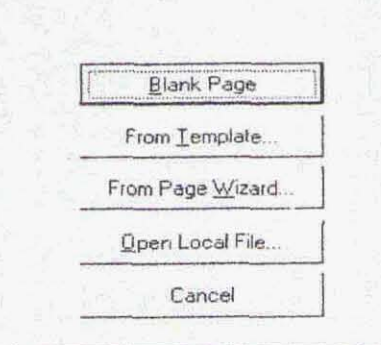 Blank Page
From Template...
From Page Wizard...
Open Local File...
Cancel